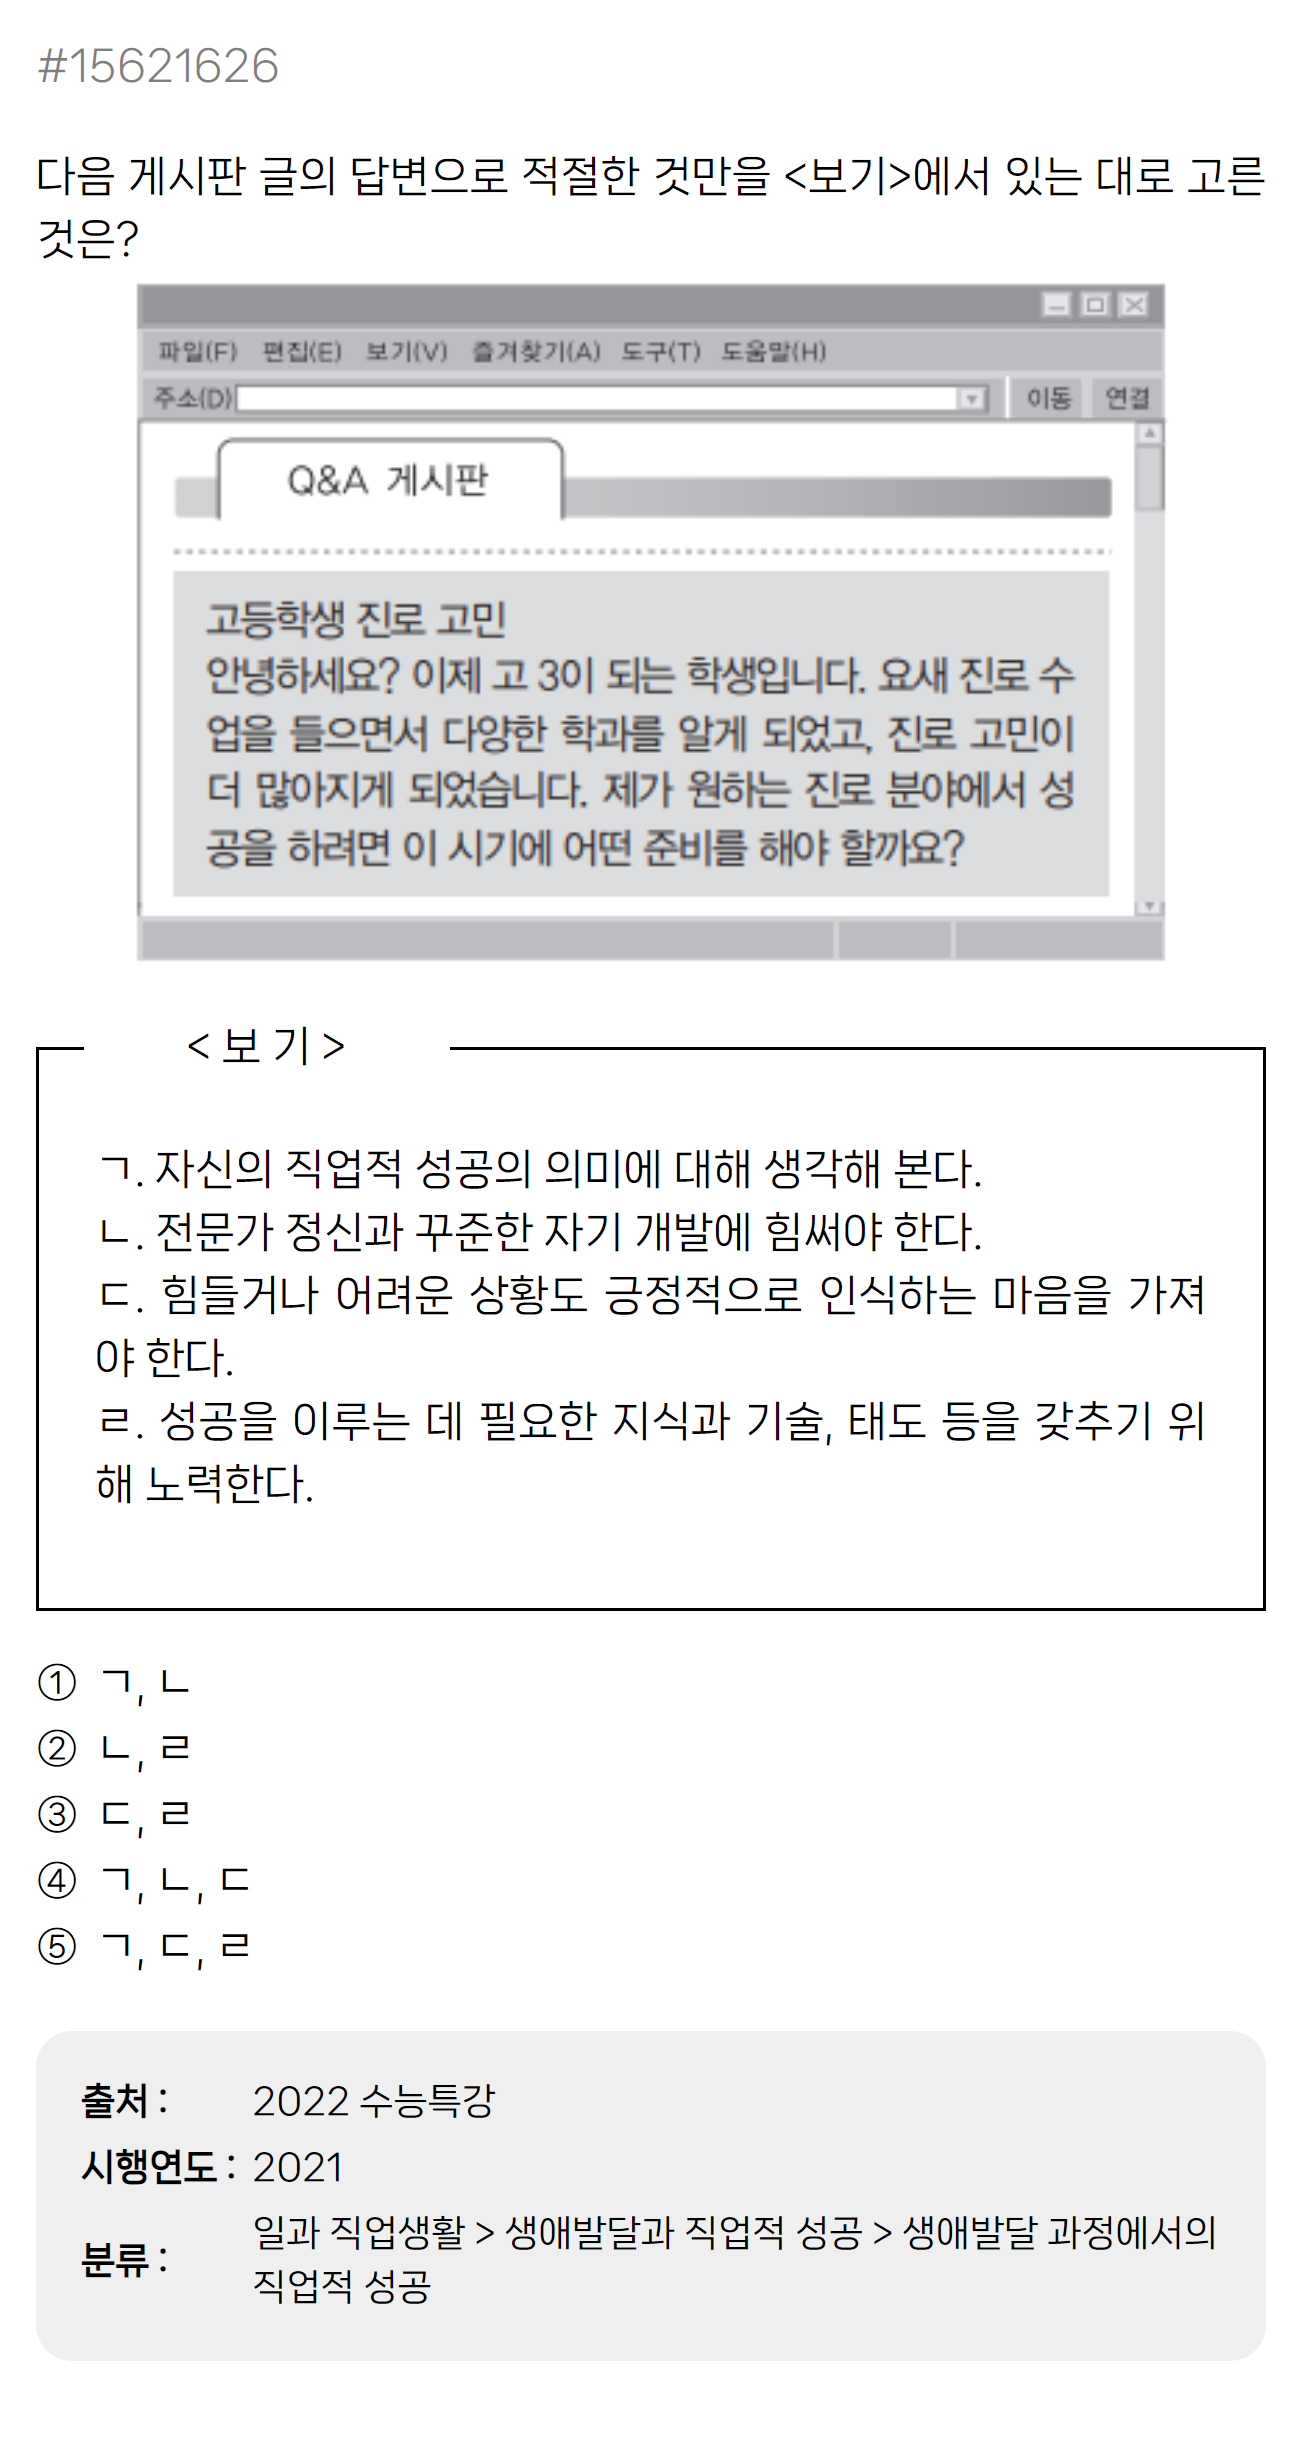 #15621626
다음 게시판 글의 답변으로 적절한 것만을 <보기>에서 있는 대로 고른
것은?
파일(F) 편집(E) 보기(V) 즐겨찾기(A) 도구(T) 도움말(H)
주소(D) 이동 연결
Q&A 게시판
고등학생 진로 고민
안녕하세요? 이제 고 3이 되는 학생입니다. 요새 진로 수
업을 들으면서 다양한 학과를 알게 되었고, 진로 고민이
더 많아지게 되었습니다. 제가 원하는 진로 분야에서 성
공을 하려면 이 시기에 어떤 준비를 해야 할까요?
< 보 기 >
ㄱ. 자신의 직업적 성공의 의미에 대해 생각해 본다.
ㄴ. 전문가 정신과 꾸준한 자기 개발에 힘써야 한다.
ㄷ. 힘들거나 어려운 상황도 긍정적으로 인식하는 마음을 가져
야 한다.
ㄹ. 성공을 이루는 데 필요한 지식과 기술, 태도 등을 갖추기 위
해 노력한다.
① ㄱ, ㄴ
② ㄴ, ㄹ
③ ㄷ, ㄹ
④ ㄱ, ㄴ, ㄷ
⑤ ㄱ, ㄷ, ㄹ
출처 : 2022 수능특강
시행연도 : 2021
분류 : 일과 직업생활 > 생애발달과 직업적 성공 > 생애발달 과정에서의
직업적 성공